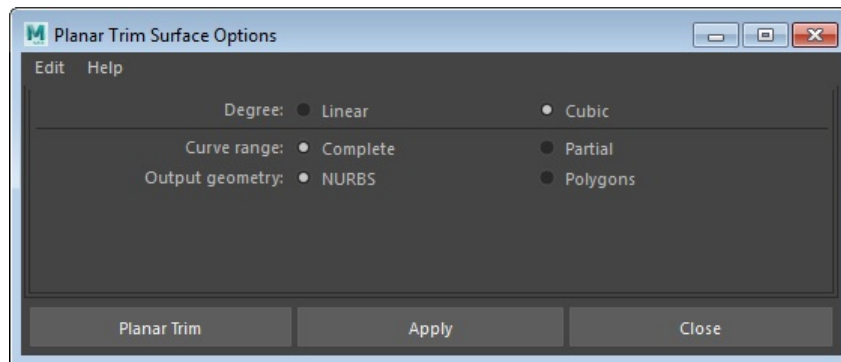 Planar Trim Surface Options
Edit Help
Degree: Linear Cubic
Curve range: Complete Partial
Output geometry: NURBS Polygons
Planar Trim Apply Close